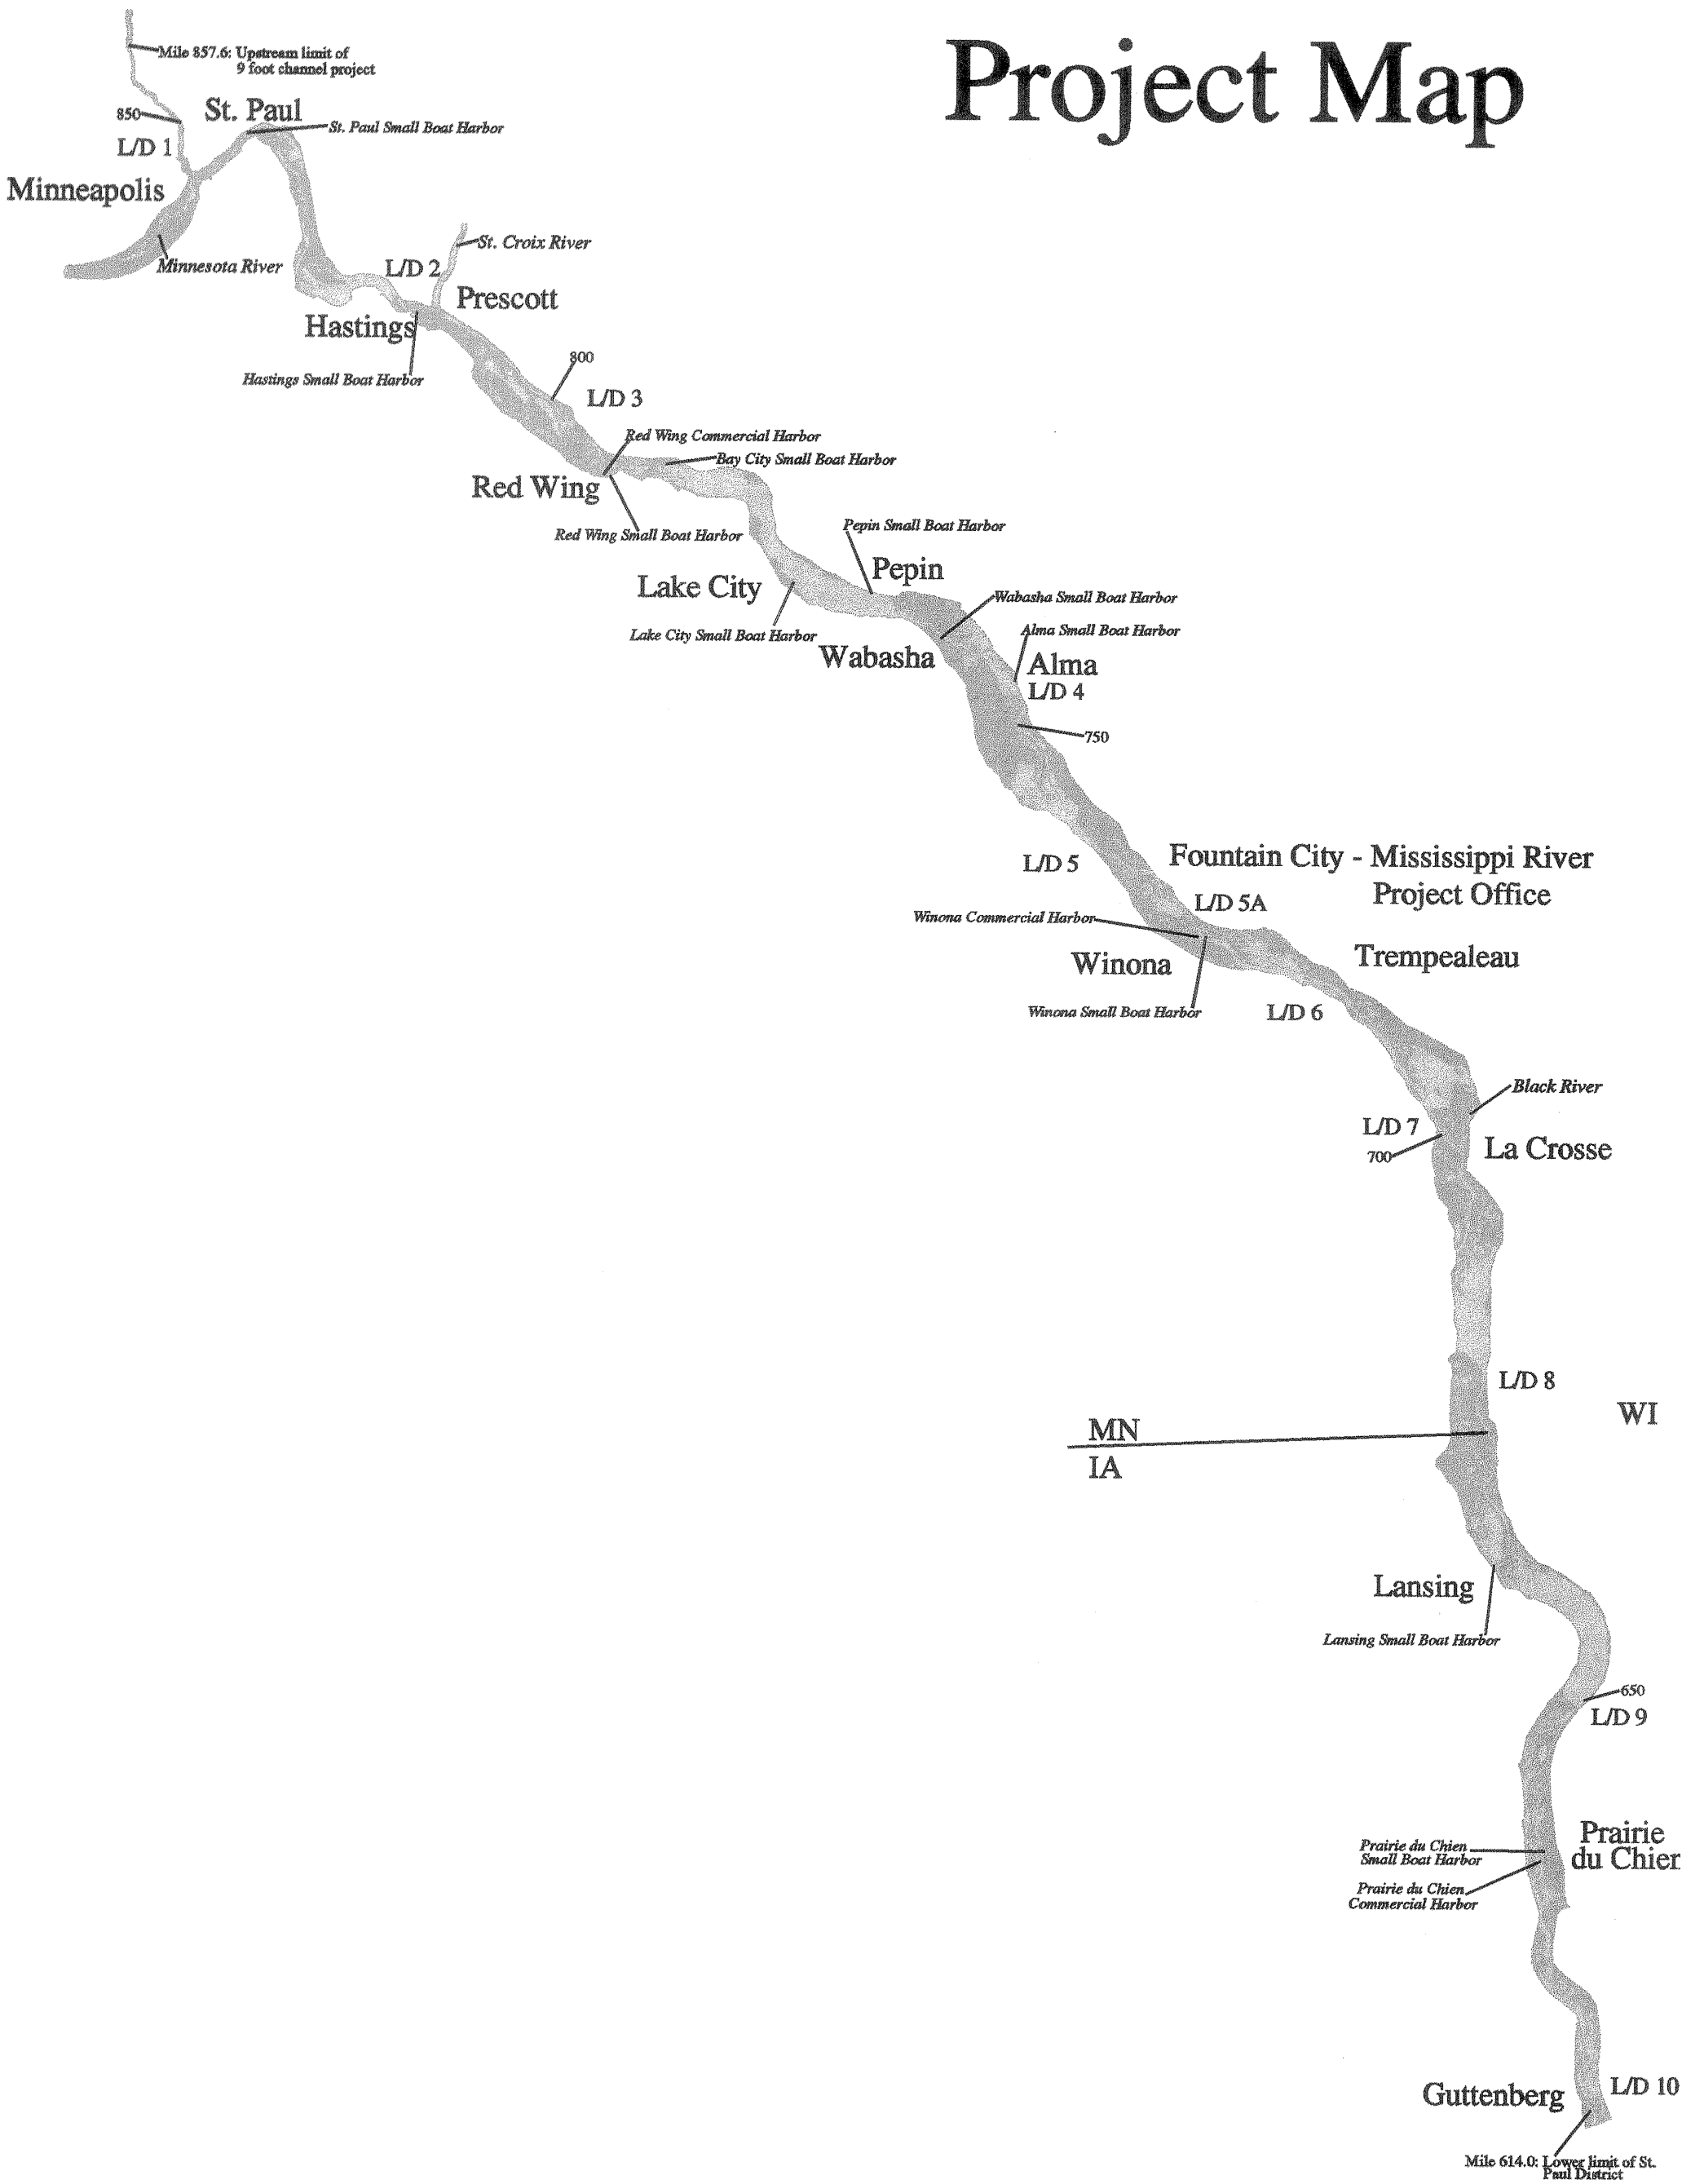 Project Map
Mile 857.6: Upstream limit of
9 foot channel project
850
St. Paul
St. Paul Small Boat Harbor
L/D 1
Minneapolis
Minnesota River
St. Croix River
L/D 2
Prescott
Hastings
Hastings Small Boat Harbor
800
L/D 3
Red Wing Commercial Harbor
Bay City Small Boat Harbor
Red Wing
Red Wing Small Boat Harbor
Pepin Small Boat Harbor
Pepin
Lake City
Wabasha Small Boat Harbor
Lake City Small Boat Harbor
Alma Small Boat Harbor
Wabasha
Alma
L/D 4
750
L/D 5
Fountain City - Mississippi River
Project Office
L/D 5A
Winona Commercial Harbor
Trempealeau
Winona
Winona Small Boat Harbor
L/D 6
Black River
L/D 7
La Crosse
700
L/D 8
WI
MN
IA
Lansing
Lansing Small Boat Harbor
650
L/D 9
Prairie du Chien
Small Boat Harbor
Prairie
du Chier
Prairie du Chien
Commercial Harbor
L/D 10
Guttenberg
Mile 614.0: Lower limit of St.
Paul District